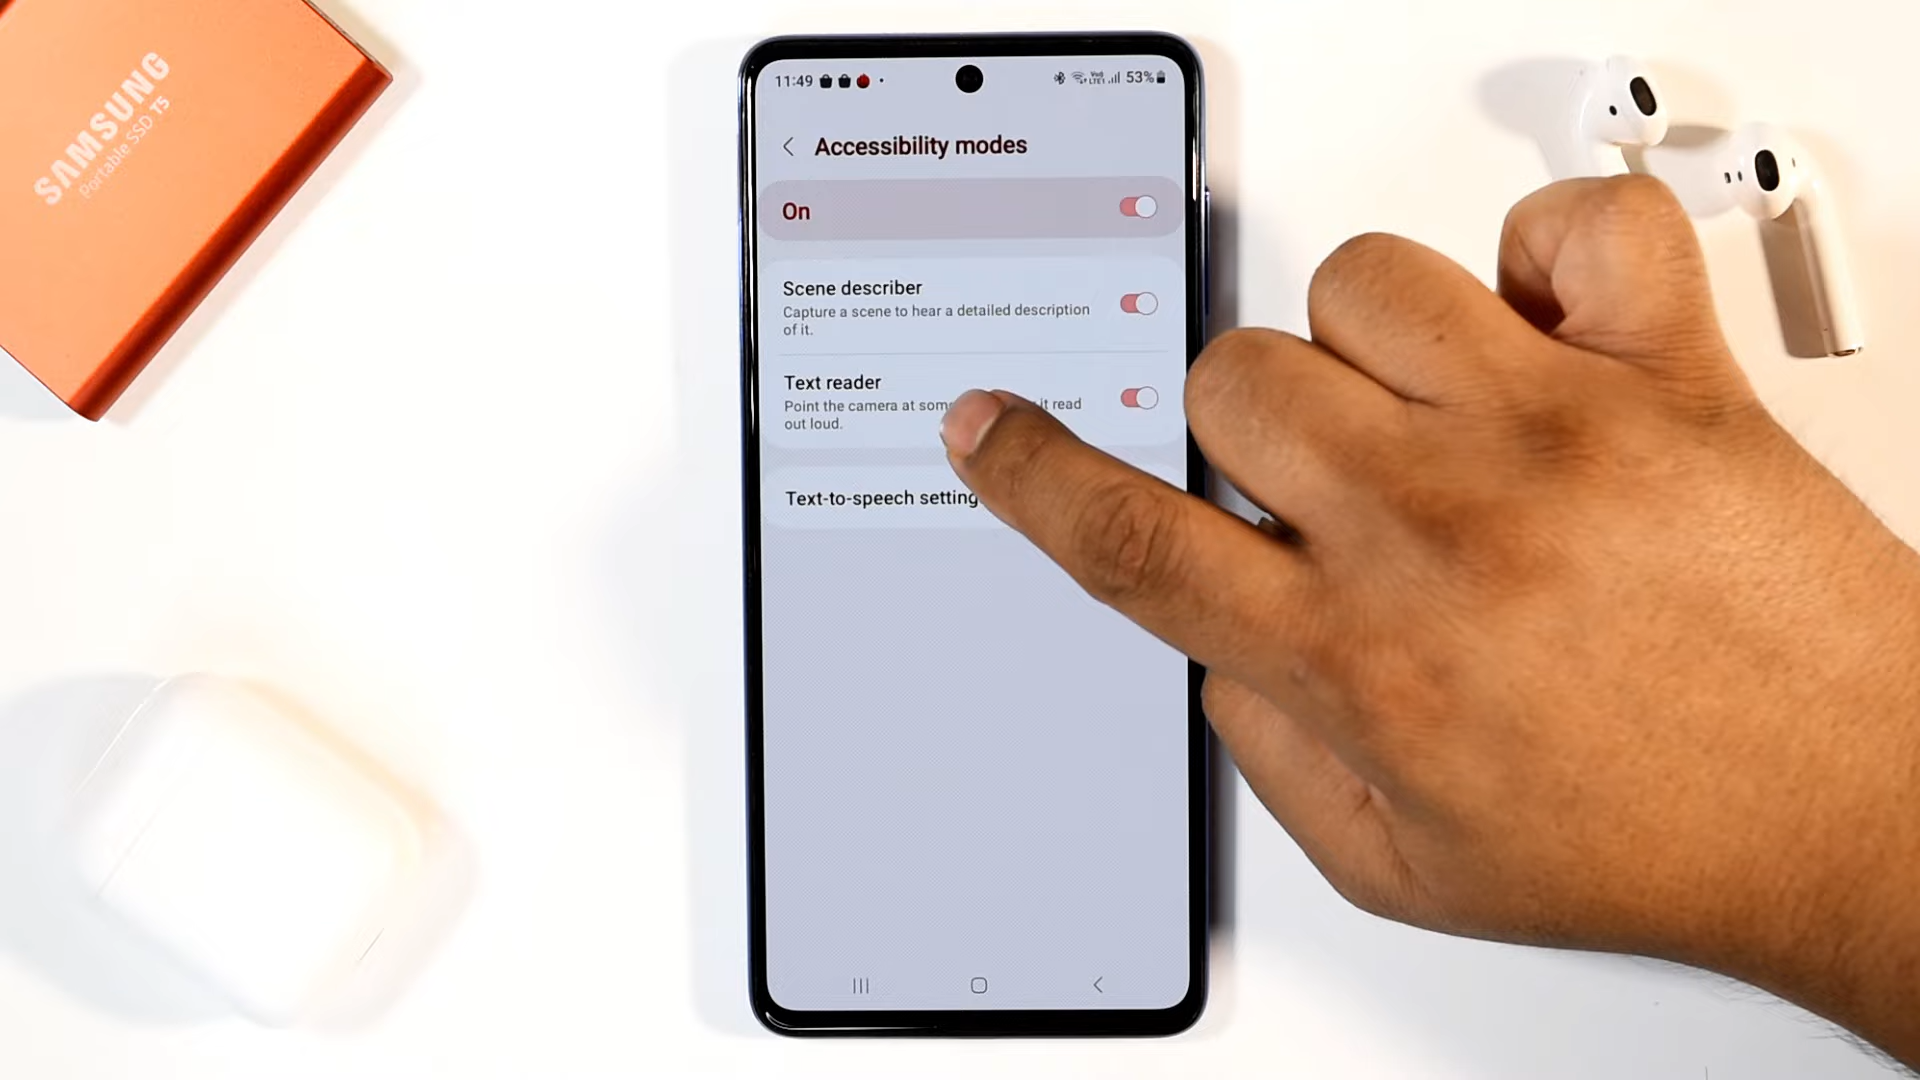 SAMSUNG
Portable SSD T5
11:49
53%
Accessibility modes
On
Scene describer
Capture a scene to hear a detailed description
of it.
Text reader
Point the camera at som it read
out loud.
Text-to-speech setting